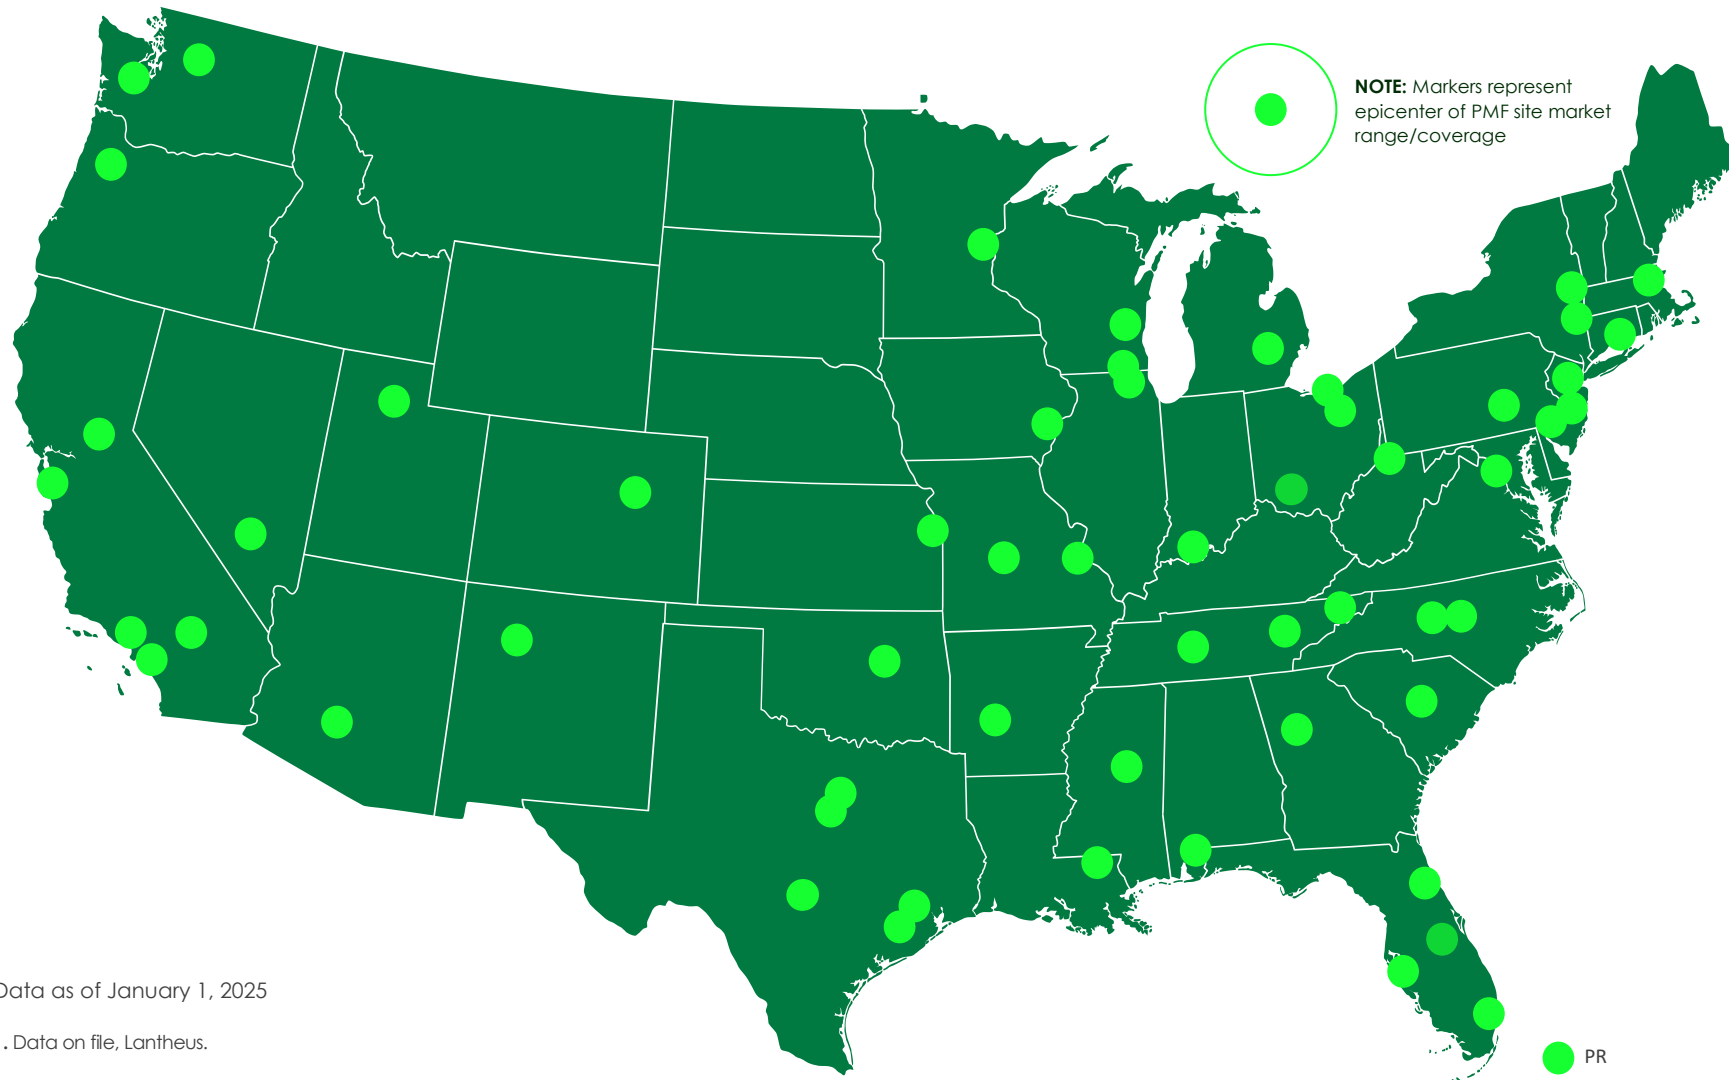 NOTE: Markers represent
epicenter of PMF site market
range/coverage
Data as of January 1, 2025
. Data on file, Lantheus.
PR